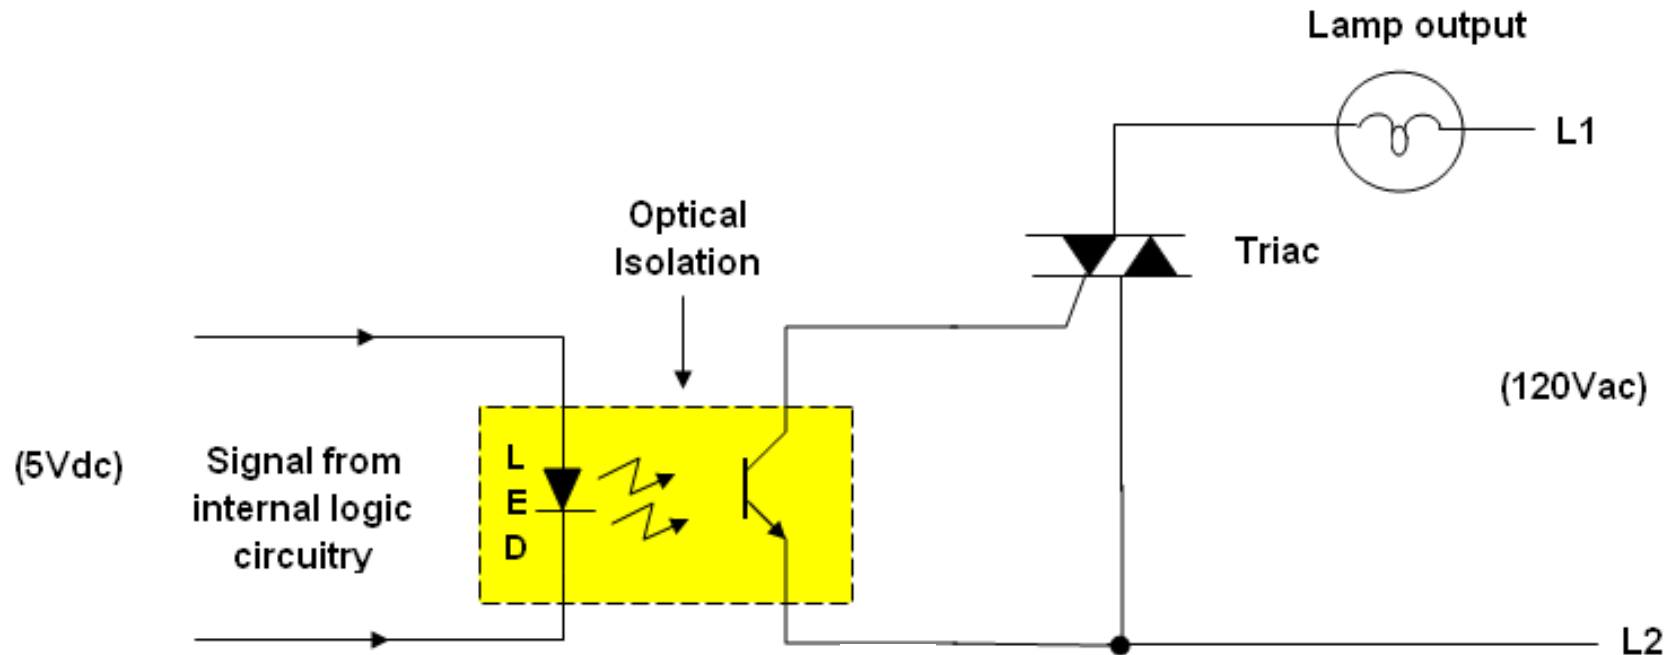 Lamp output
L1
Optical
Isolation
Triac
(120Vac)
(5Vdc)
Signal from
internal logic
circuitry
L
E
D
L2